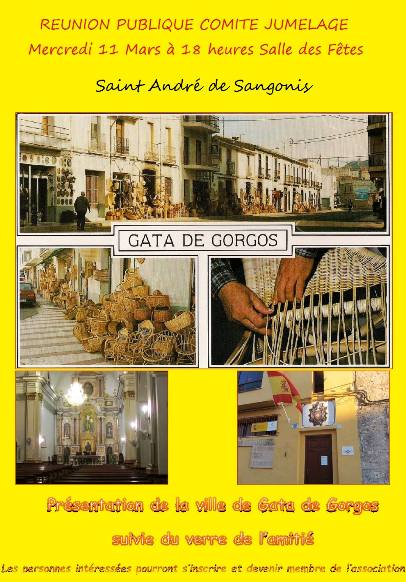 REUNION PUBLIQUE COMITE JUMELAGE
Mercredi 11 Mars à 18 heures Salle des Fêtes
Saint André de Sangonis
GATA DE GORGOS
Présentation de la ville de Gata de Gorgos
suivie du verre de l'amitié
Les personnes intéressées pourront s'inscrire et devenir membre de l'association